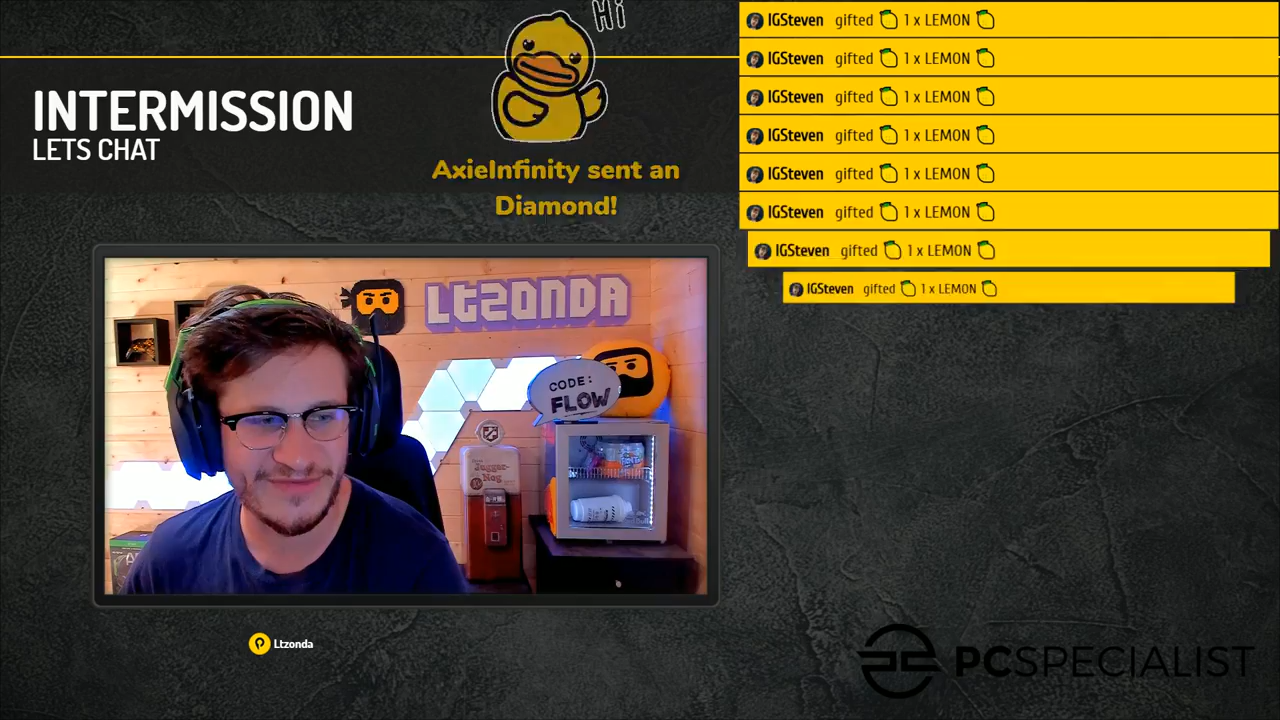 Hi
IGSteven gifted 1 x LEMON
IGSteven gifted 1 x LEMON
IGSteven gifted 1 x LEMON
IGSteven gifted 1 x LEMON
IGSteven gifted 1 x LEMON
IGSteven gifted 1 x LEMON
IGSteven gifted 1 x LEMON
IGSteven gifted 1 x LEMON
INTERMISSION
LETS CHAT
AxieInfinity sent an
Diamond!
LtZONDA
CODE:
FLOW
Jugger-
Nog
Ltzonda
PCSPECIALIST